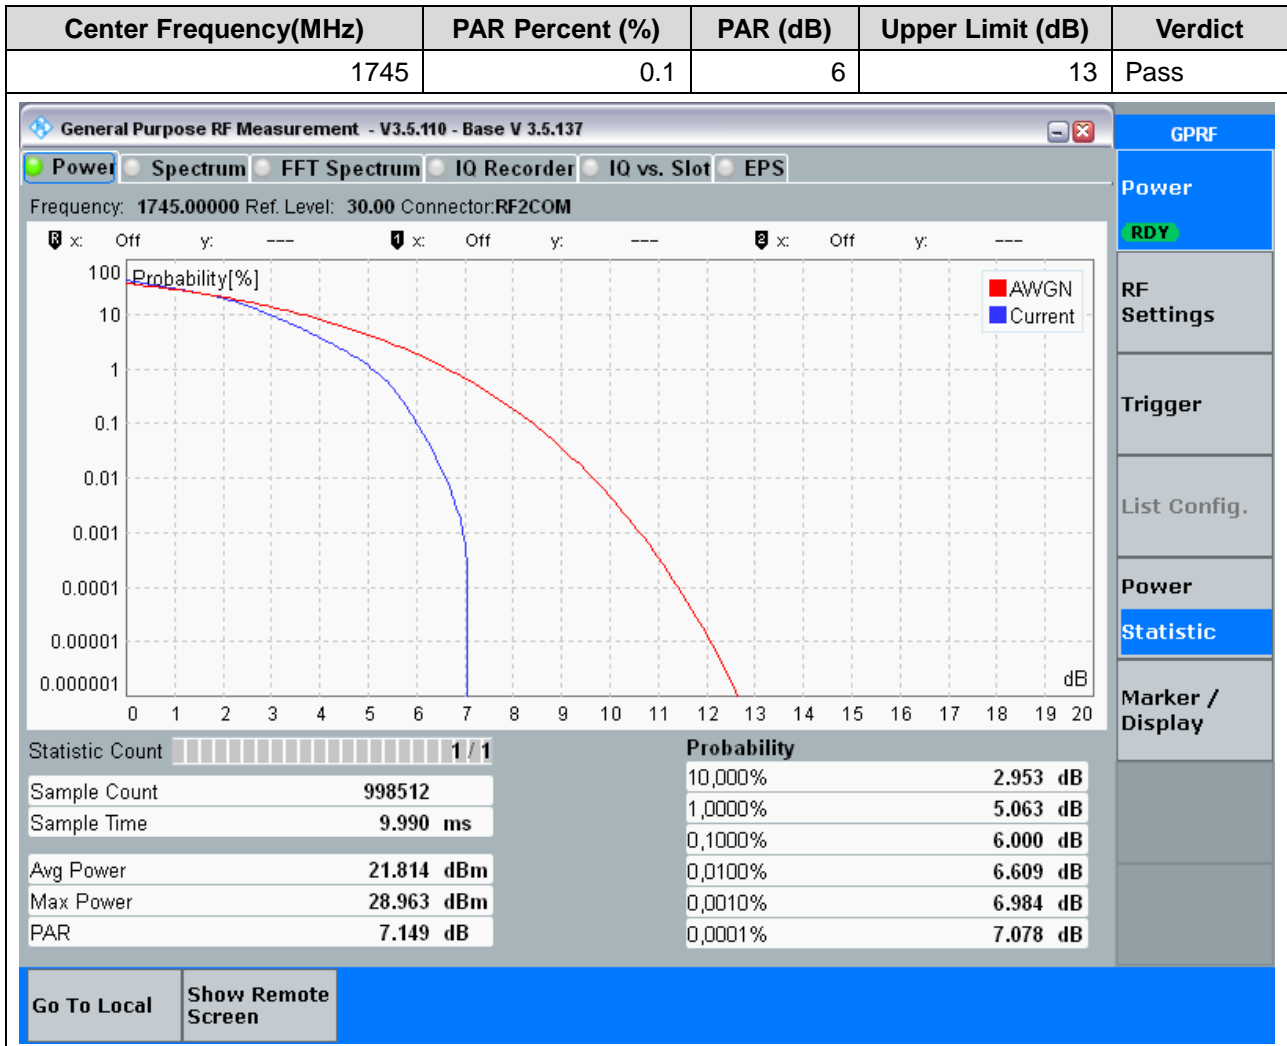 Center Frequency(MHz) PAR Percent (%) PAR (dB) Upper Limit (dB) Verdict
1745 0.1 6 13 Pass
General Purpose RF Measurement - V3.5.110 - Base V 3.5.137
GPRF
Power Spectrum FFT Spectrum IQ Recorder IQ vs. Slot EPS
Frequency: 1745.00000 Ref. Level: 30.00 Connector:RF2COM
R x: Off y: --- 1 x: Off y: --- 2 x: Off y: ---
Power
RDY
RF
Settings
Trigger
List Config.
Power
Statistic
Marker /
Display
Probability[%]
AWGN
Current
100
10
1
0.1
0.01
0.001
0.0001
0.00001
0.000001
dB
0 1 2 3 4 5 6 7 8 9 10 11 12 13 14 15 16 17 18 19 20
Statistic Count 1 / 1
Sample Count 998512
Sample Time 9.990 ms
Avg Power 21.814 dBm
Max Power 28.963 dBm
PAR 7.149 dB
Probability
10,000% 2.953 dB
1,0000% 5.063 dB
0,1000% 6.000 dB
0,0100% 6.609 dB
0,0010% 6.984 dB
0,0001% 7.078 dB
Go To Local
Show Remote
Screen